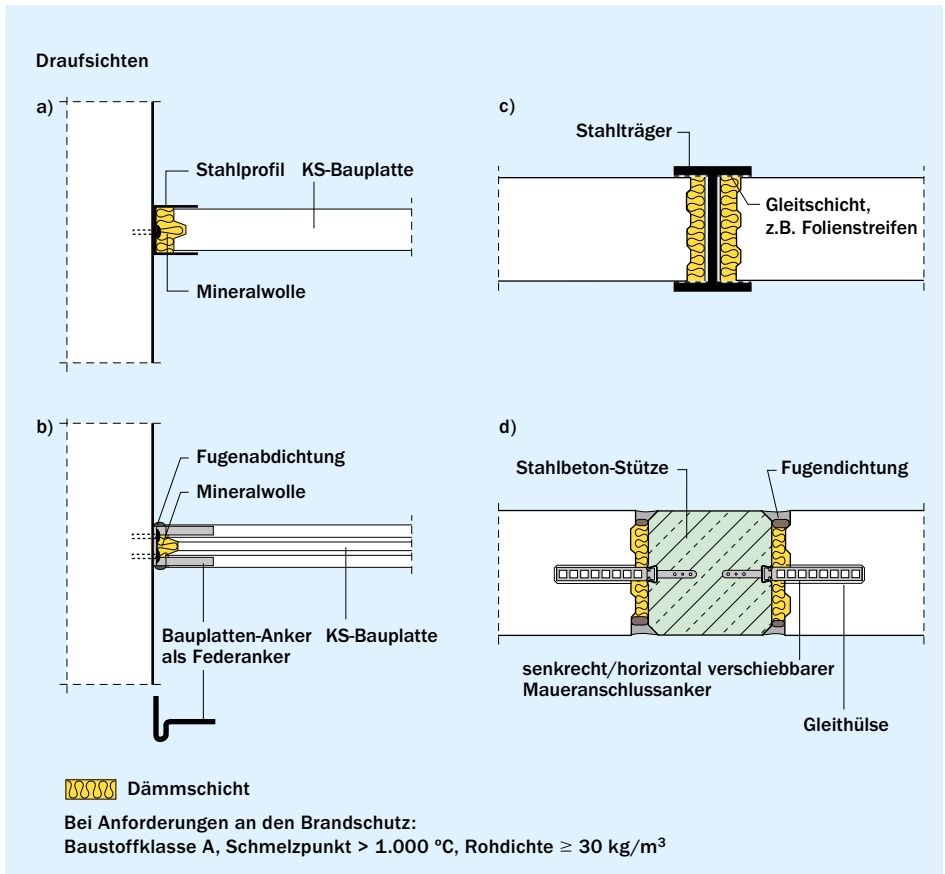 Draufsichten
a)
Stahlprofil
KS-Bauplatte
Mineralwolle
b)
Fugenabdichtung
Mineralwolle
Bauplatten-Anker
als Federanker
KS-Bauplatte
c)
Stahlträger
Gleitschicht,
z.B. Folienstreifen
d)
Stahlbeton-Stütze
Fugendichtung
senkrecht/horizontal verschiebbarer
Maueranschlussanker
Gleithülse
Dämmschicht
Bei Anforderungen an den Brandschutz:
Baustoffklasse A, Schmelzpunkt > 1.000 ºC, Rohdichte ≥ 30 kg/m³